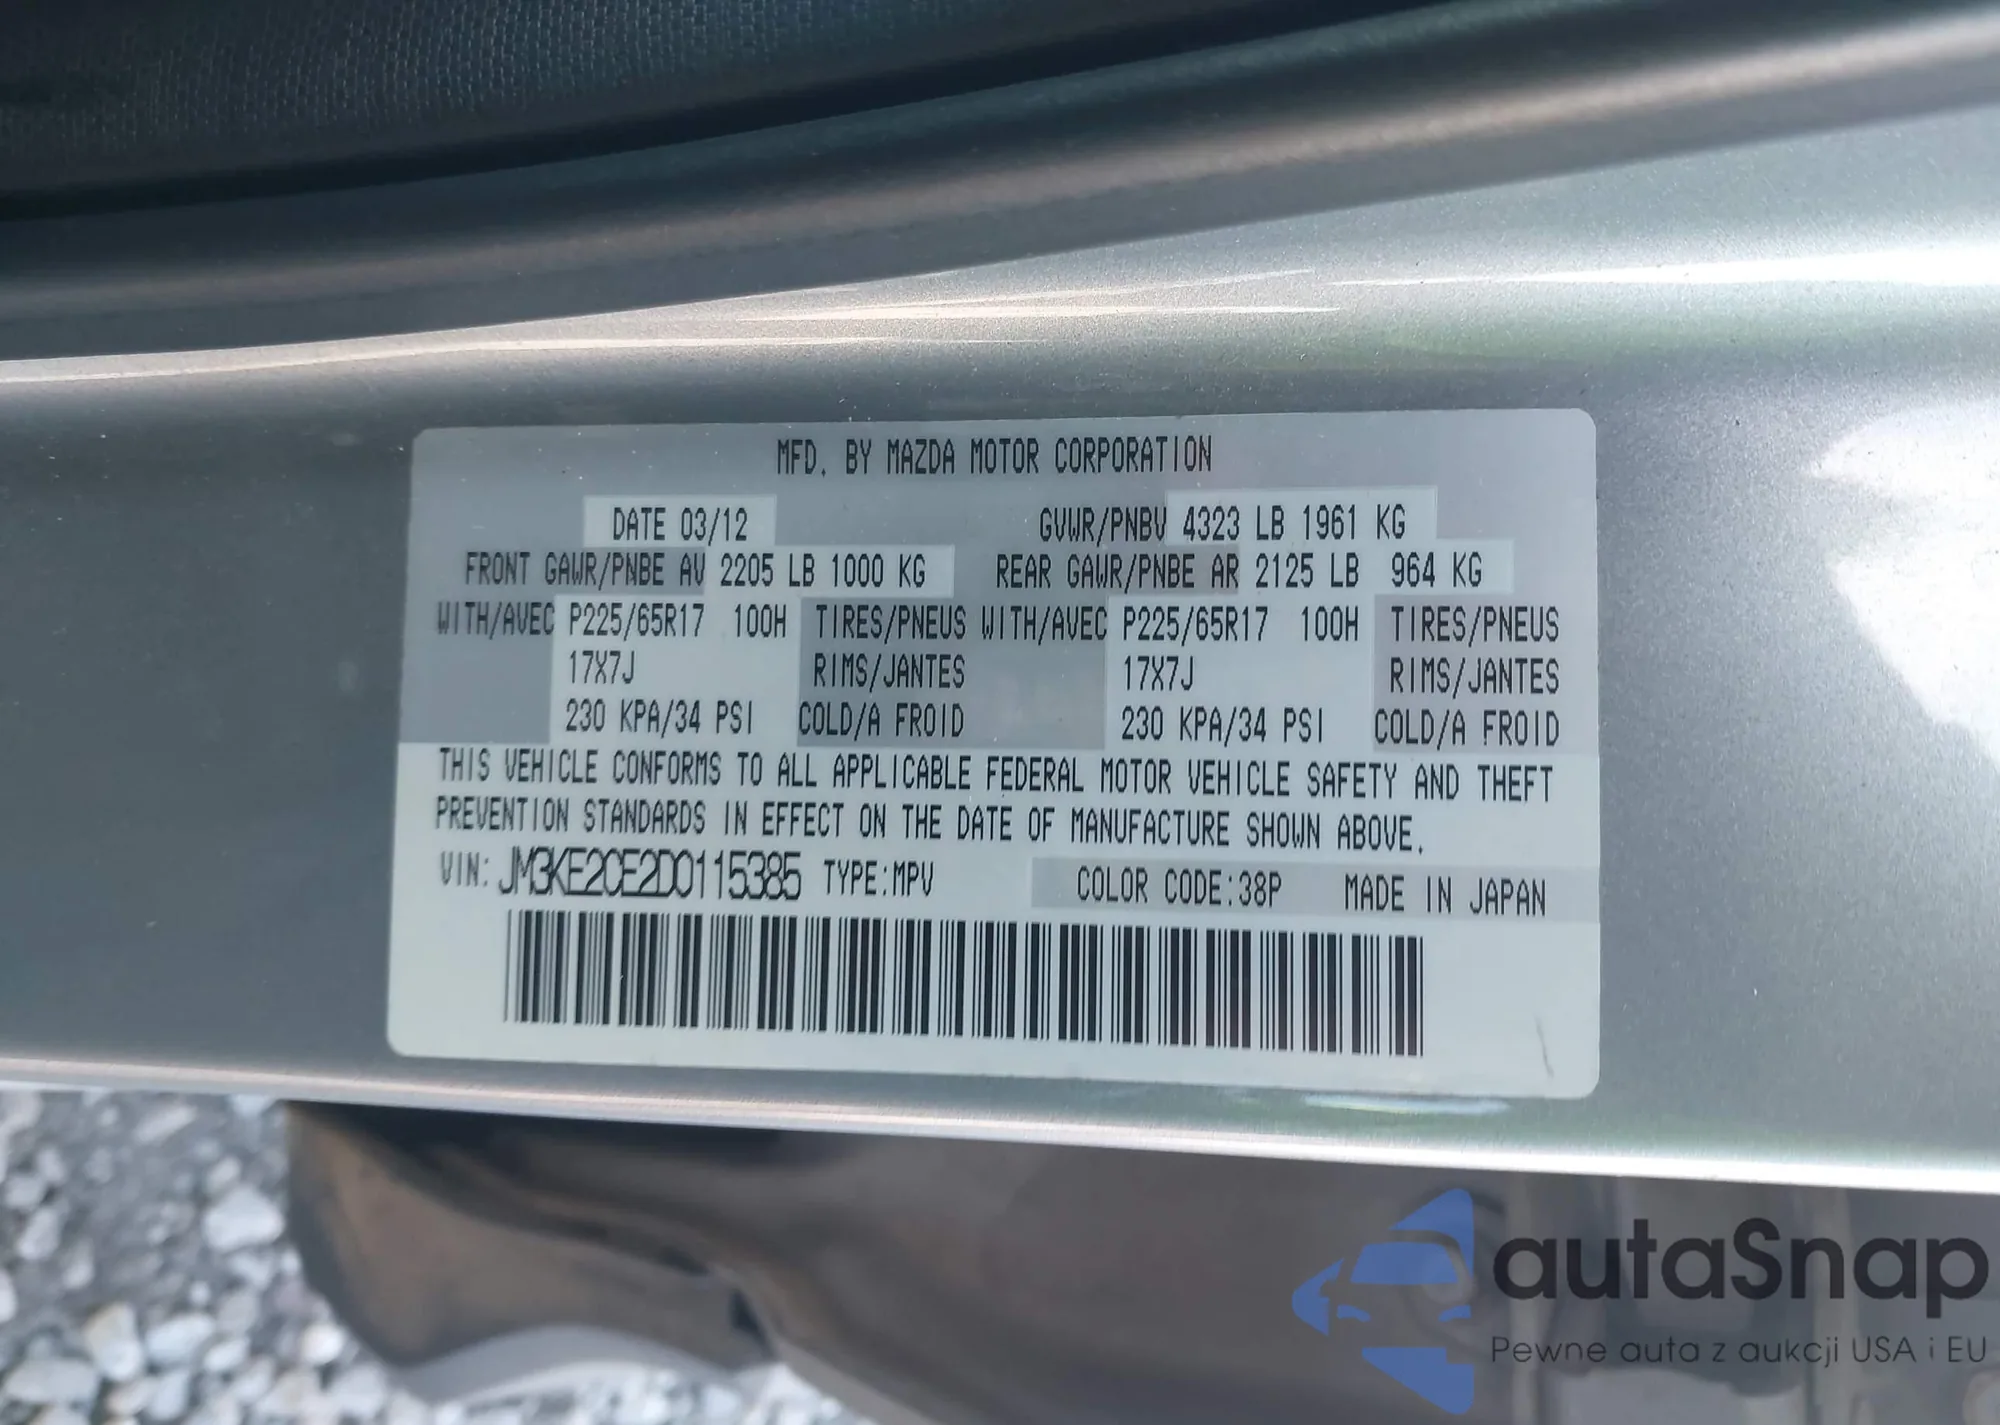 MFD. BY MAZDA MOTOR CORPORATION
DATE 03/12 GVWR/PNBV 4323 LB 1961 KG
FRONT GAWR/PNBE AV 2205 LB 1000 KG REAR GAWR/PNBE AR 2125 LB 964 KG
WITH/AVEC P225/65R17 100H TIRES/PNEUS WITH/AVEC P225/65R17 100H TIRES/PNEUS
17X7J RIMS/JANTES 17X7J RIMS/JANTES
230 KPA/34 PSI COLD/A FROID 230 KPA/34 PSI COLD/A FROID
THIS VEHICLE CONFORMS TO ALL APPLICABLE FEDERAL MOTOR VEHICLE SAFETY AND THEFT
PREVENTION STANDARDS IN EFFECT ON THE DATE OF MANUFACTURE SHOWN ABOVE.
VIN: JM3KE2CE2D0115385 TYPE:MPV COLOR CODE:38P MADE IN JAPAN
autaSnap
Pewne auta z aukcji USA i EU